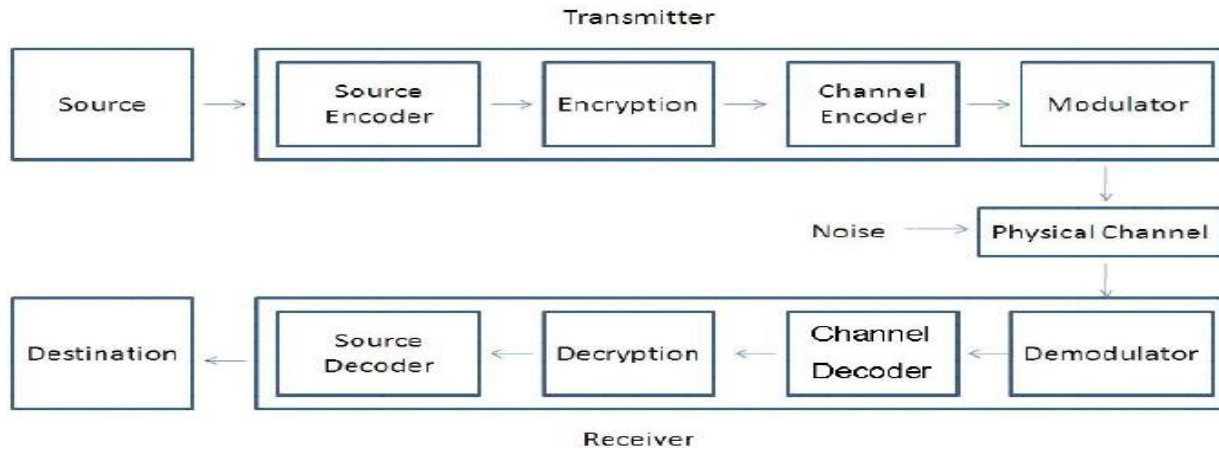 Transmitter
Source
Source
Encoder
Encryption
Channel
Encoder
Modulator
Noise
Physical Channel
Destination
Source
Decoder
Decryption
Channel
Decoder
Demodulator
Receiver